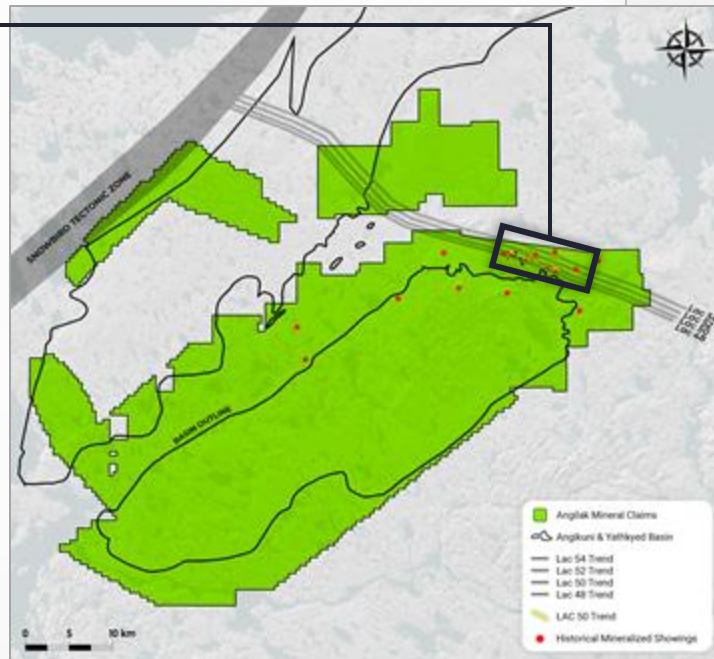 SNOWBIRD TECTONIC ZONE
BASIN OUTLINE
Angilak Mineral Claims
Angikuni & Yathkyed Basin
Lac 54 Trend
Lac 52 Trend
Lac 50 Trend
Lac 48 Trend
LAC 50 Trend
Historical Mineralized Showings
0 5 10 km